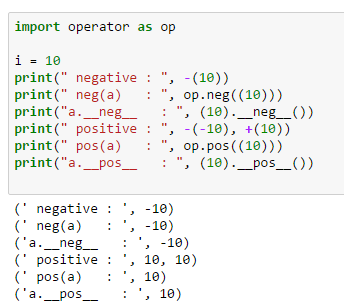 import operator as op
i = 10
print(" negative : ", -(10))
print(" neg(a)   : ", op.neg((10)))
print("a.__neg__   : ", (10).__neg__())
print(" positive : ", -(-10), +(10))
print(" pos(a)   : ", op.pos((10)))
print("a.__pos__   : ", (10).__pos__())
(' negative : ', -10)
(' neg(a)   : ', -10)
('a.__neg__   : ', -10)
(' positive : ', 10, 10)
(' pos(a)   : ', 10)
('a.__pos__   : ', 10)